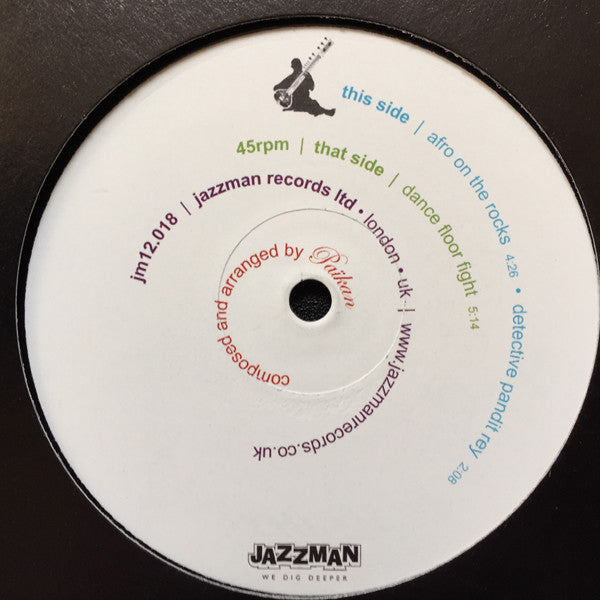 this side | afro on the rocks 4:26 • detective pandit rey 2:08
45rpm | that side | dance floor fight 5:14
jm12.018 | jazzman records ltd • london • uk | www.jazzmanrecords.co.uk
composed and arranged by Paikan
JAZZMAN
WE DIG DEEPER